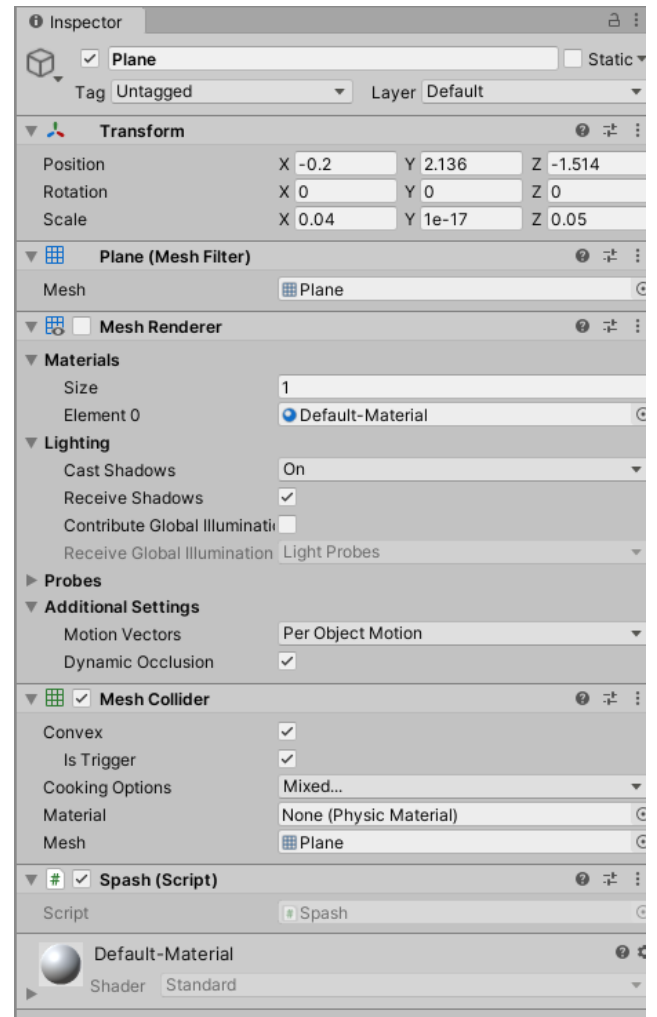 Inspector
Plane Static
Tag Untagged Layer Default
Transform
Position X -0.2 Y 2.136 Z -1.514
Rotation X 0 Y 0 Z 0
Scale X 0.04 Y 1e-17 Z 0.05
Plane (Mesh Filter)
Mesh Plane
Mesh Renderer
Materials
Size 1
Element 0 Default-Material
Lighting
Cast Shadows On
Receive Shadows
Contribute Global Illuminati
Receive Global Illumination Light Probes
Probes
Additional Settings
Motion Vectors Per Object Motion
Dynamic Occlusion
Mesh Collider
Convex
Is Trigger
Cooking Options Mixed...
Material None (Physic Material)
Mesh Plane
# Spash (Script)
Script # Spash
Default-Material
Shader Standard